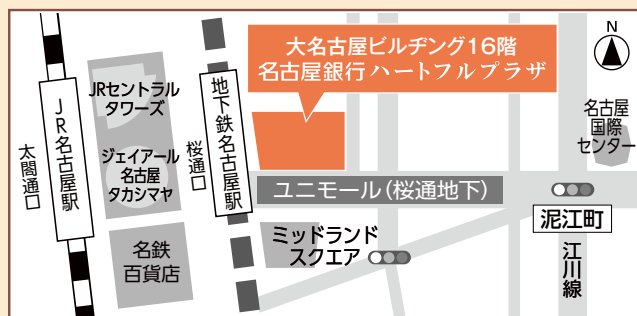 大名古屋ビルヂング16階
名古屋銀行ハートフルプラザ
N
JRセントラル
タワーズ
JR名古屋駅
太閤通口
ジェイアール
名古屋
タカシマヤ
桜通口
地下鉄名古屋駅
名古屋
国際
センター
ユニモール(桜通地下)
泥江町
ミッドランド
スクエア
名鉄
百貨店
江川線